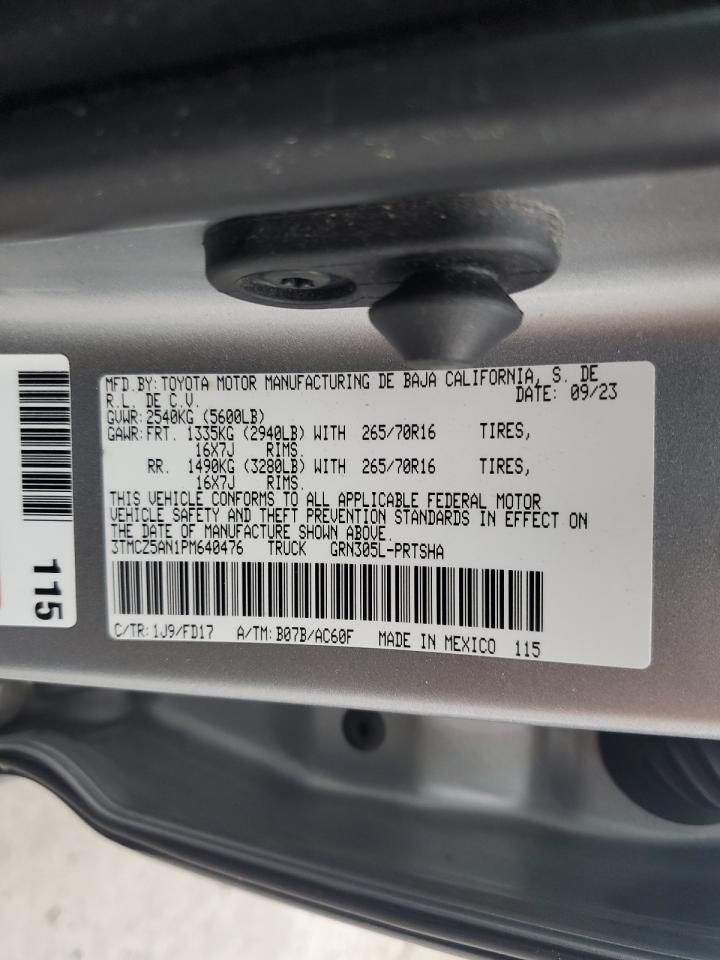 MFD.BY:TOYOTA MOTOR MANUFACTURING DE BAJA CALIFORNIA, S. DE
R.L. DE C.V. DATE: 09/23
GVWR:2540KG (5600LB)
GAWR:FRT. 1335KG (2940LB) WITH 265/70R16 TIRES,
16X7J RIMS.
RR. 1490KG (3280LB) WITH 265/70R16 TIRES,
16X7J RIMS.
THIS VEHICLE CONFORMS TO ALL APPLICABLE FEDERAL MOTOR
VEHICLE SAFETY AND THEFT PREVENTION STANDARDS IN EFFECT ON
THE DATE OF MANUFACTURE SHOWN ABOVE.
3TMCZ5AN1PM640476 TRUCK GRN305L-PRTSHA
C/TR:1J9/FD17 A/TM:B07B/AC60F MADE IN MEXICO 115
115